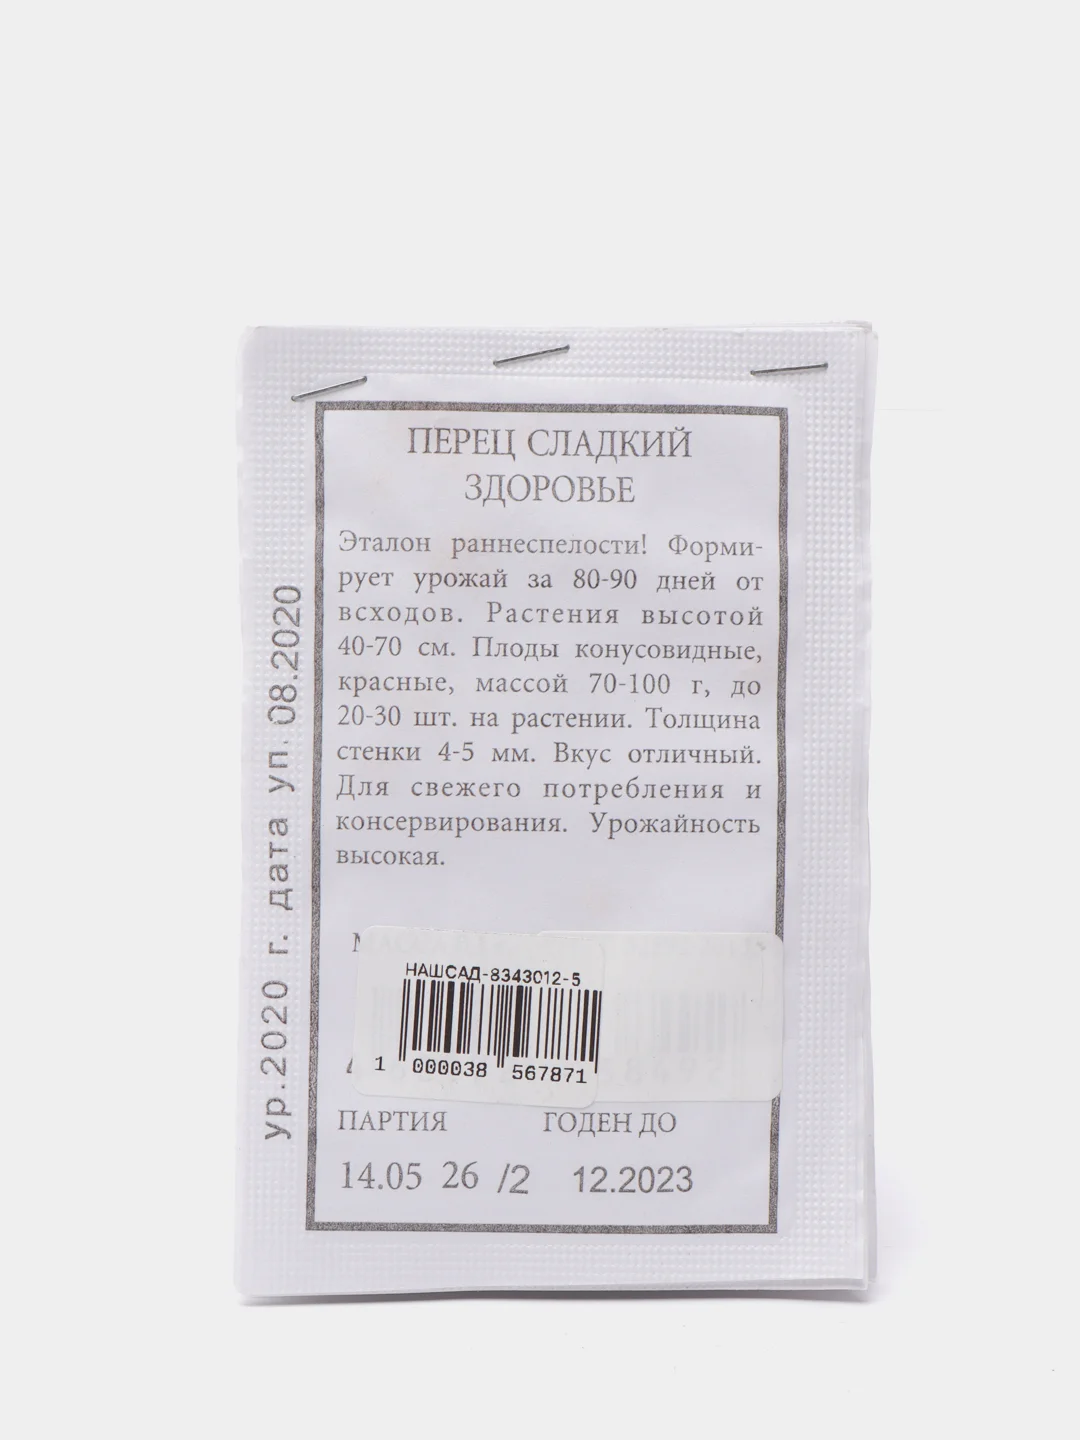 ПЕРЕЦ СЛАДКИЙ
ЗДОРОВЬЕ
Эталон раннеспелости! Форми-
рует урожай за 80-90 дней от
всходов. Растения высотой
40-70 см. Плоды конусовидные,
красные, массой 70-100 г, до
20-30 шт. на растении. Толщина
стенки 4-5 мм. Вкус отличный.
Для свежего потребления и
консервирования. Урожайность
высокая.
НАШСАД-8343012-5
1 000038 567871
ПАРТИЯ ГОДЕН ДО
14.05 26 /2 12.2023
ур.2020 г. дата уп. 08.2020